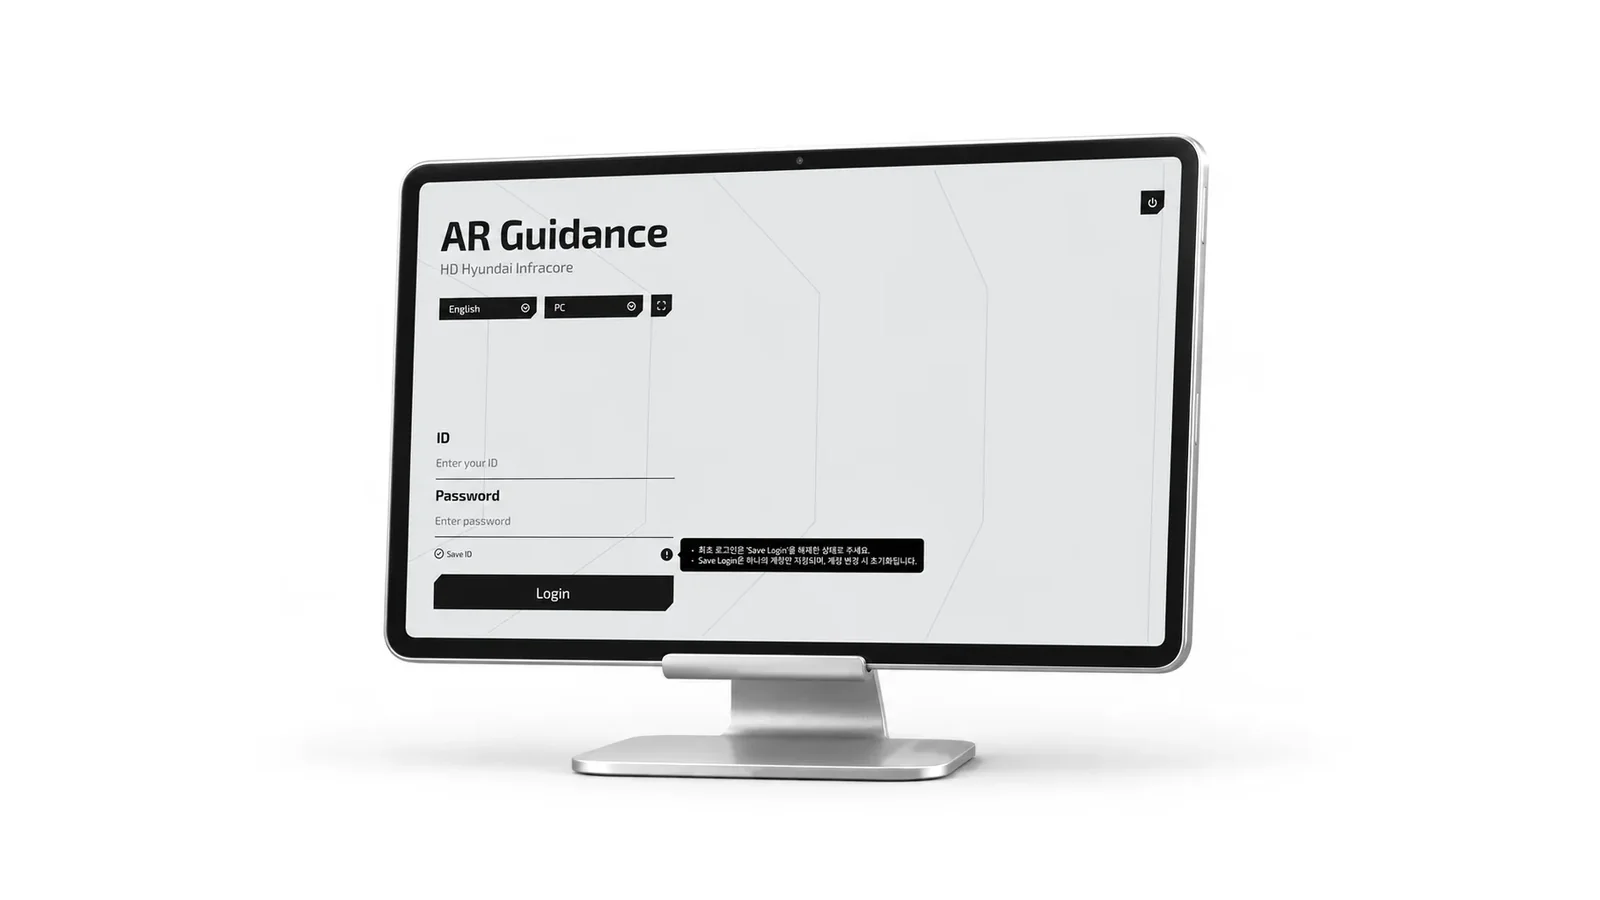 AR Guidance
HD Hyundai Infracore
English
PC
ID
Enter your ID
Password
Enter password
Save ID
• 최초 로그인은 'Save Login'을 해제한 상태로 주세요.
• Save Login은 하나의 계정만 지정되며, 계정 변경 시 초기화됩니다.
Login